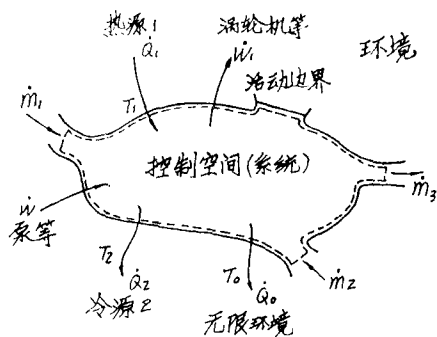 热源1
涡轮机等
环境
Q̇₁
Ẇ₁
活动边界
ṁ₁
T₁
控制空间(系统)
ṁ₃
Ẇ
泵等
T₂
T₀
Q̇₂
Q̇₀
ṁ₂
冷源2
无限环境